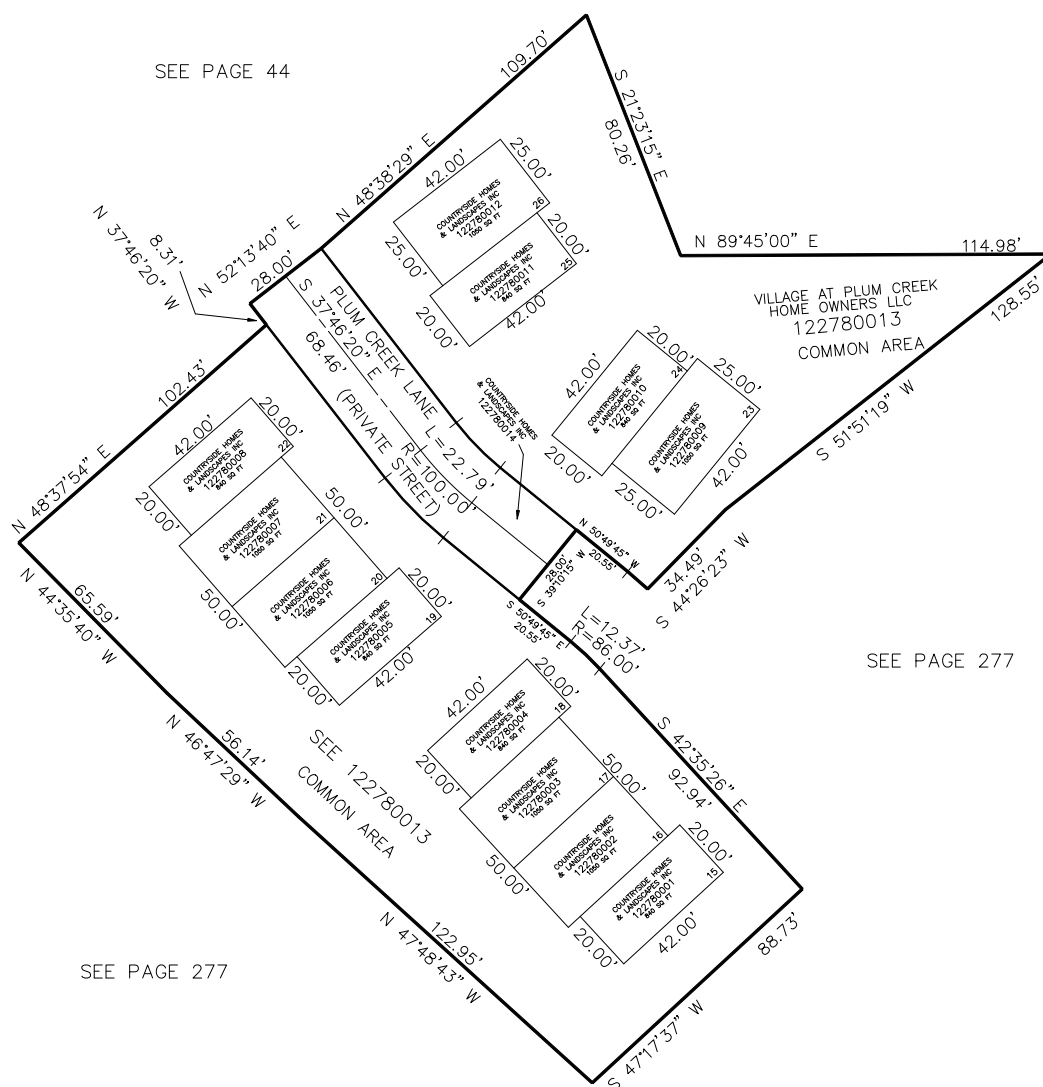 SEE PAGE 44
109.70'
N 48°38'29" E
S 21°23'15" E
80.26'
N 89°45'00" E
114.98'
VILLAGE AT PLUM CREEK
HOME OWNERS LLC
122780013
COMMON AREA
128.55'
S 51°51'19" W
34.49'
S 44°26'23" W
N 37°46'20" W
8.31'
N 52°13'40" E
28.00'
S 37°46'20" E
68.46'
PLUM CREEK LANE
(PRIVATE STREET)
L=22.79'
R=100.00'
COUNTRYSIDE HOMES
& LANDSCAPES INC
122780014
42.00'
25.00'
25.00'
COUNTRYSIDE HOMES
& LANDSCAPES INC
122780012
1050 SQ FT
26
20.00'
COUNTRYSIDE HOMES
& LANDSCAPES INC
122780011
840 SQ FT
25
20.00'
42.00'
20.00'
42.00'
COUNTRYSIDE HOMES
& LANDSCAPES INC
122780010
840 SQ FT
24
20.00'
25.00'
COUNTRYSIDE HOMES
& LANDSCAPES INC
122780009
1050 SQ FT
23
25.00'
42.00'
N 50°49'45" W
20.55'
28.00'
S 39°10'15" W
S 50°49'45" E
20.55'
L=12.37'
R=86.00'
SEE PAGE 277
102.43'
N 48°37'54" E
20.00'
42.00'
COUNTRYSIDE HOMES
& LANDSCAPES INC
122780008
840 SQ FT
22
20.00'
50.00'
COUNTRYSIDE HOMES
& LANDSCAPES INC
122780007
1050 SQ FT
21
COUNTRYSIDE HOMES
& LANDSCAPES INC
122780006
1050 SQ FT
20
50.00'
20.00'
COUNTRYSIDE HOMES
& LANDSCAPES INC
122780005
840 SQ FT
19
20.00'
42.00'
65.59'
N 44°35'40" W
56.14'
N 46°47'29" W
SEE 122780013
COMMON AREA
42.00'
20.00'
COUNTRYSIDE HOMES
& LANDSCAPES INC
122780004
840 SQ FT
18
20.00'
50.00'
COUNTRYSIDE HOMES
& LANDSCAPES INC
122780003
1050 SQ FT
17
COUNTRYSIDE HOMES
& LANDSCAPES INC
122780002
1050 SQ FT
16
50.00'
20.00'
COUNTRYSIDE HOMES
& LANDSCAPES INC
122780001
840 SQ FT
15
20.00'
42.00'
S 42°35'26" E
92.94'
122.95'
N 47°48'43" W
88.73'
S 47°17'37" W
SEE PAGE 277